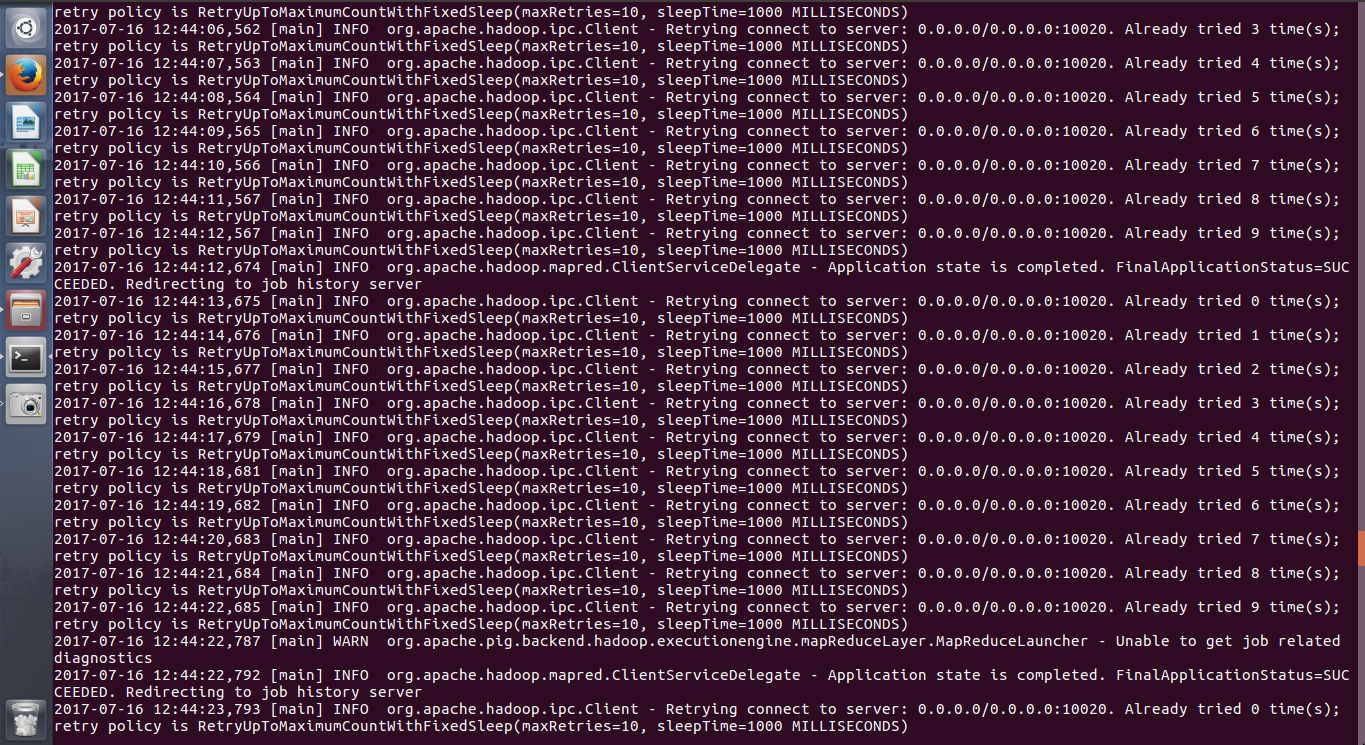 retry policy is RetryUpToMaximumCountWithFixedSleep(maxRetries=10, sleepTime=1000 MILLISECONDS)
2017-07-16 12:44:06,562 [main] INFO  org.apache.hadoop.ipc.Client - Retrying connect to server: 0.0.0.0/0.0.0.0:10020. Already tried 3 time(s);
retry policy is RetryUpToMaximumCountWithFixedSleep(maxRetries=10, sleepTime=1000 MILLISECONDS)
2017-07-16 12:44:07,563 [main] INFO  org.apache.hadoop.ipc.Client - Retrying connect to server: 0.0.0.0/0.0.0.0:10020. Already tried 4 time(s);
retry policy is RetryUpToMaximumCountWithFixedSleep(maxRetries=10, sleepTime=1000 MILLISECONDS)
2017-07-16 12:44:08,564 [main] INFO  org.apache.hadoop.ipc.Client - Retrying connect to server: 0.0.0.0/0.0.0.0:10020. Already tried 5 time(s);
retry policy is RetryUpToMaximumCountWithFixedSleep(maxRetries=10, sleepTime=1000 MILLISECONDS)
2017-07-16 12:44:09,565 [main] INFO  org.apache.hadoop.ipc.Client - Retrying connect to server: 0.0.0.0/0.0.0.0:10020. Already tried 6 time(s);
retry policy is RetryUpToMaximumCountWithFixedSleep(maxRetries=10, sleepTime=1000 MILLISECONDS)
2017-07-16 12:44:10,566 [main] INFO  org.apache.hadoop.ipc.Client - Retrying connect to server: 0.0.0.0/0.0.0.0:10020. Already tried 7 time(s);
retry policy is RetryUpToMaximumCountWithFixedSleep(maxRetries=10, sleepTime=1000 MILLISECONDS)
2017-07-16 12:44:11,567 [main] INFO  org.apache.hadoop.ipc.Client - Retrying connect to server: 0.0.0.0/0.0.0.0:10020. Already tried 8 time(s);
retry policy is RetryUpToMaximumCountWithFixedSleep(maxRetries=10, sleepTime=1000 MILLISECONDS)
2017-07-16 12:44:12,567 [main] INFO  org.apache.hadoop.ipc.Client - Retrying connect to server: 0.0.0.0/0.0.0.0:10020. Already tried 9 time(s);
retry policy is RetryUpToMaximumCountWithFixedSleep(maxRetries=10, sleepTime=1000 MILLISECONDS)
2017-07-16 12:44:12,674 [main] INFO  org.apache.hadoop.mapred.ClientServiceDelegate - Application state is completed. FinalApplicationStatus=SUC
CEEDED. Redirecting to job history server
2017-07-16 12:44:13,675 [main] INFO  org.apache.hadoop.ipc.Client - Retrying connect to server: 0.0.0.0/0.0.0.0:10020. Already tried 0 time(s);
retry policy is RetryUpToMaximumCountWithFixedSleep(maxRetries=10, sleepTime=1000 MILLISECONDS)
2017-07-16 12:44:14,676 [main] INFO  org.apache.hadoop.ipc.Client - Retrying connect to server: 0.0.0.0/0.0.0.0:10020. Already tried 1 time(s);
retry policy is RetryUpToMaximumCountWithFixedSleep(maxRetries=10, sleepTime=1000 MILLISECONDS)
2017-07-16 12:44:15,677 [main] INFO  org.apache.hadoop.ipc.Client - Retrying connect to server: 0.0.0.0/0.0.0.0:10020. Already tried 2 time(s);
retry policy is RetryUpToMaximumCountWithFixedSleep(maxRetries=10, sleepTime=1000 MILLISECONDS)
2017-07-16 12:44:16,678 [main] INFO  org.apache.hadoop.ipc.Client - Retrying connect to server: 0.0.0.0/0.0.0.0:10020. Already tried 3 time(s);
retry policy is RetryUpToMaximumCountWithFixedSleep(maxRetries=10, sleepTime=1000 MILLISECONDS)
2017-07-16 12:44:17,679 [main] INFO  org.apache.hadoop.ipc.Client - Retrying connect to server: 0.0.0.0/0.0.0.0:10020. Already tried 4 time(s);
retry policy is RetryUpToMaximumCountWithFixedSleep(maxRetries=10, sleepTime=1000 MILLISECONDS)
2017-07-16 12:44:18,681 [main] INFO  org.apache.hadoop.ipc.Client - Retrying connect to server: 0.0.0.0/0.0.0.0:10020. Already tried 5 time(s);
retry policy is RetryUpToMaximumCountWithFixedSleep(maxRetries=10, sleepTime=1000 MILLISECONDS)
2017-07-16 12:44:19,682 [main] INFO  org.apache.hadoop.ipc.Client - Retrying connect to server: 0.0.0.0/0.0.0.0:10020. Already tried 6 time(s);
retry policy is RetryUpToMaximumCountWithFixedSleep(maxRetries=10, sleepTime=1000 MILLISECONDS)
2017-07-16 12:44:20,683 [main] INFO  org.apache.hadoop.ipc.Client - Retrying connect to server: 0.0.0.0/0.0.0.0:10020. Already tried 7 time(s);
retry policy is RetryUpToMaximumCountWithFixedSleep(maxRetries=10, sleepTime=1000 MILLISECONDS)
2017-07-16 12:44:21,684 [main] INFO  org.apache.hadoop.ipc.Client - Retrying connect to server: 0.0.0.0/0.0.0.0:10020. Already tried 8 time(s);
retry policy is RetryUpToMaximumCountWithFixedSleep(maxRetries=10, sleepTime=1000 MILLISECONDS)
2017-07-16 12:44:22,685 [main] INFO  org.apache.hadoop.ipc.Client - Retrying connect to server: 0.0.0.0/0.0.0.0:10020. Already tried 9 time(s);
retry policy is RetryUpToMaximumCountWithFixedSleep(maxRetries=10, sleepTime=1000 MILLISECONDS)
2017-07-16 12:44:22,787 [main] WARN  org.apache.pig.backend.hadoop.executionengine.mapReduceLayer.MapReduceLauncher - Unable to get job related
diagnostics
2017-07-16 12:44:22,792 [main] INFO  org.apache.hadoop.mapred.ClientServiceDelegate - Application state is completed. FinalApplicationStatus=SUC
CEEDED. Redirecting to job history server
2017-07-16 12:44:23,793 [main] INFO  org.apache.hadoop.ipc.Client - Retrying connect to server: 0.0.0.0/0.0.0.0:10020. Already tried 0 time(s);
retry policy is RetryUpToMaximumCountWithFixedSleep(maxRetries=10, sleepTime=1000 MILLISECONDS)